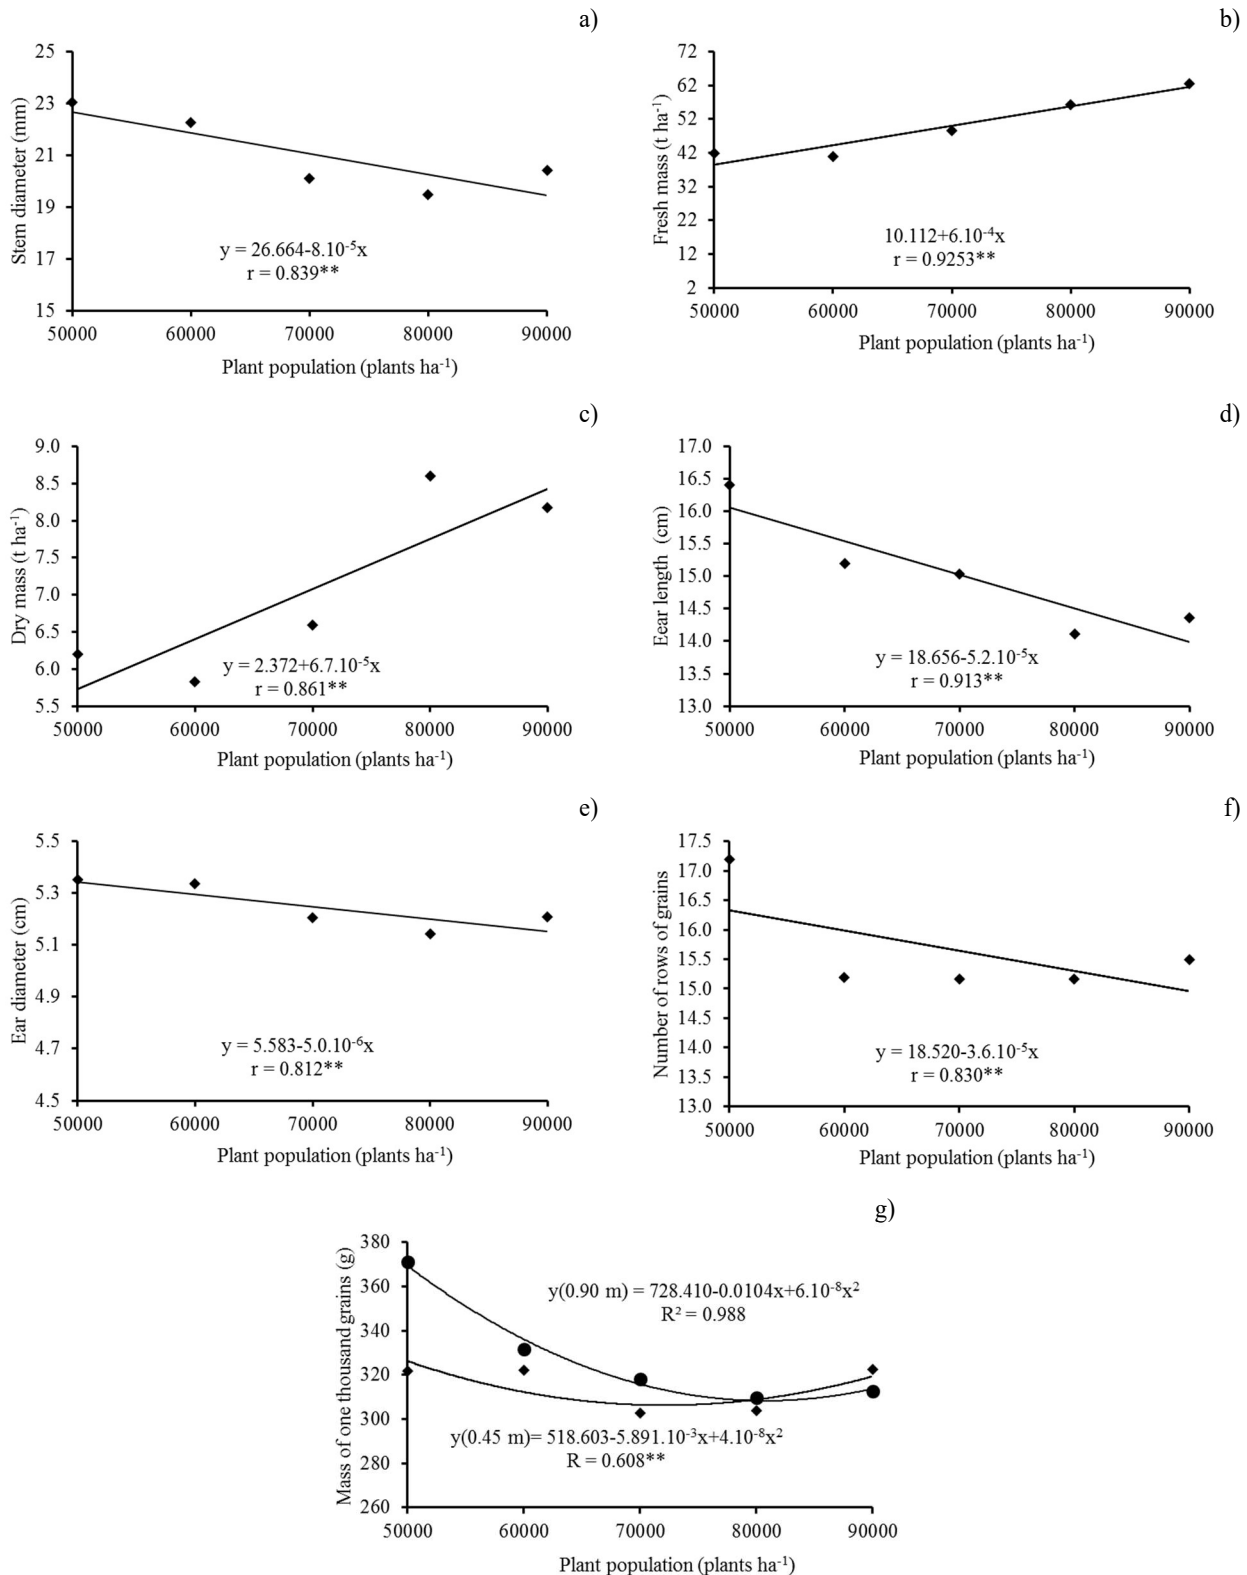 a)
25
23
21
19
17
15
Stem diameter (mm)
y = 26.664-8.10⁻⁵x
r = 0.839**
50000 60000 70000 80000 90000
Plant population (plants ha⁻¹)
b)
72
62
52
42
32
22
12
2
Fresh mass (t ha⁻¹)
10.112+6.10⁻⁴x
r = 0.9253**
50000 60000 70000 80000 90000
Plant population (plants ha⁻¹)
c)
9.0
8.5
8.0
7.5
7.0
6.5
6.0
5.5
Dry mass (t ha⁻¹)
y = 2.372+6.7.10⁻⁵x
r = 0.861**
50000 60000 70000 80000 90000
Plant population (plants ha⁻¹)
d)
17.0
16.5
16.0
15.5
15.0
14.5
14.0
13.5
13.0
Eear length (cm)
y = 18.656-5.2.10⁻⁵x
r = 0.913**
50000 60000 70000 80000 90000
Plant population (plants ha⁻¹)
e)
5.5
5.3
5.1
4.9
4.7
4.5
Ear diameter (cm)
y = 5.583-5.0.10⁻⁶x
r = 0.812**
50000 60000 70000 80000 90000
Plant population (plants ha⁻¹)
f)
17.5
17.0
16.5
16.0
15.5
15.0
14.5
14.0
13.5
13.0
Number of rows of grains
y = 18.520-3.6.10⁻⁵x
r = 0.830**
50000 60000 70000 80000 90000
Plant population (plants ha⁻¹)
g)
380
360
340
320
300
280
260
Mass of one thousand grains (g)
y(0.90 m) = 728.410-0.0104x+6.10⁻⁸x²
R² = 0.988
y(0.45 m)= 518.603-5.891.10⁻³x+4.10⁻⁸x²
R = 0.608**
50000 60000 70000 80000 90000
Plant population (plants ha⁻¹)